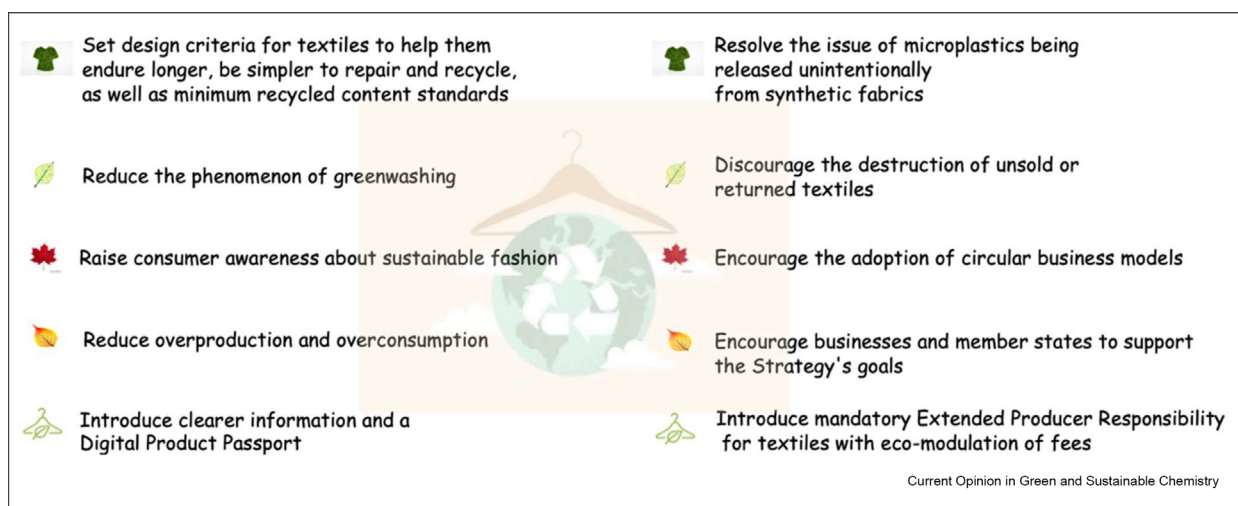 Set design criteria for textiles to help them
endure longer, be simpler to repair and recycle,
as well as minimum recycled content standards
Reduce the phenomenon of greenwashing
Raise consumer awareness about sustainable fashion
Reduce overproduction and overconsumption
Introduce clearer information and a
Digital Product Passport
Resolve the issue of microplastics being
released unintentionally
from synthetic fabrics
Discourage the destruction of unsold or
returned textiles
Encourage the adoption of circular business models
Encourage businesses and member states to support
the Strategy's goals
Introduce mandatory Extended Producer Responsibility
for textiles with eco-modulation of fees
Current Opinion in Green and Sustainable Chemistry